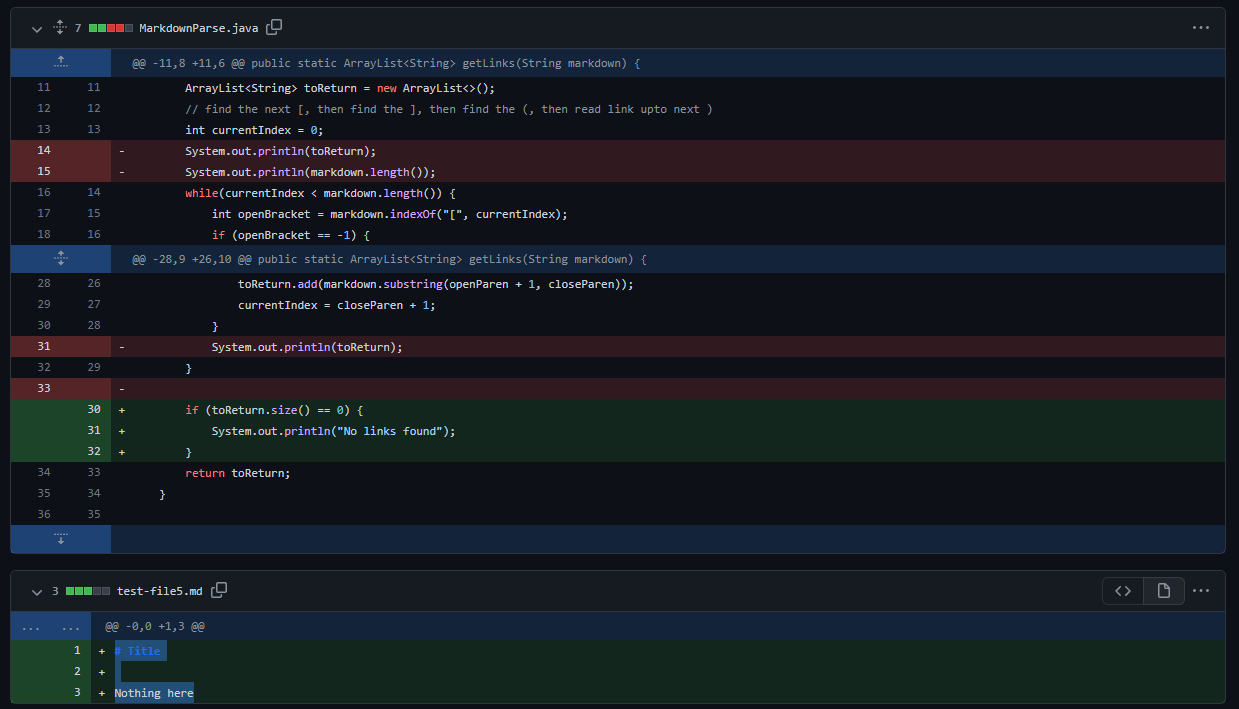 7 MarkdownParse.java ...
@@ -11,8 +11,6 @@ public static ArrayList<String> getLinks(String markdown) {
11 11 ArrayList<String> toReturn = new ArrayList<>();
12 12 // find the next [, then find the ], then find the (, then read link upto next )
13 13 int currentIndex = 0;
14 - System.out.println(toReturn);
15 - System.out.println(markdown.length());
16 14 while(currentIndex < markdown.length()) {
17 15 int openBracket = markdown.indexOf("[", currentIndex);
18 16 if (openBracket == -1) {
@@ -28,9 +26,10 @@ public static ArrayList<String> getLinks(String markdown) {
28 26 toReturn.add(markdown.substring(openParen + 1, closeParen));
29 27 currentIndex = closeParen + 1;
30 28 }
31 - System.out.println(toReturn);
32 29 }
33 -
30 + if (toReturn.size() == 0) {
31 + System.out.println("No links found");
32 + }
34 33 return toReturn;
35 34 }
36 35
3 test-file5.md <> ...
... ... @@ -0,0 +1,3 @@
1 + # Title
2 +
3 + Nothing here